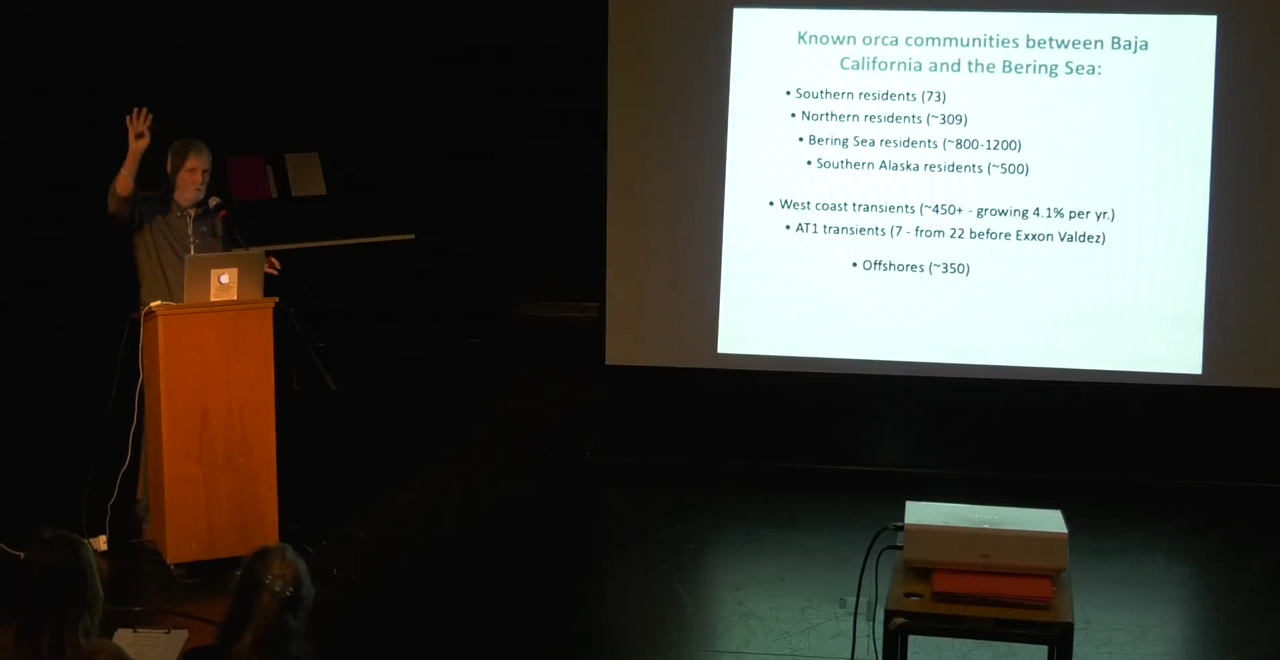 Known orca communities between Baja
California and the Bering Sea:
• Southern residents (73)
• Northern residents (~309)
• Bering Sea residents (~800-1200)
• Southern Alaska residents (~500)
• West coast transients (~450+ - growing 4.1% per yr.)
• AT1 transients (7 - from 22 before Exxon Valdez)
• Offshores (~350)